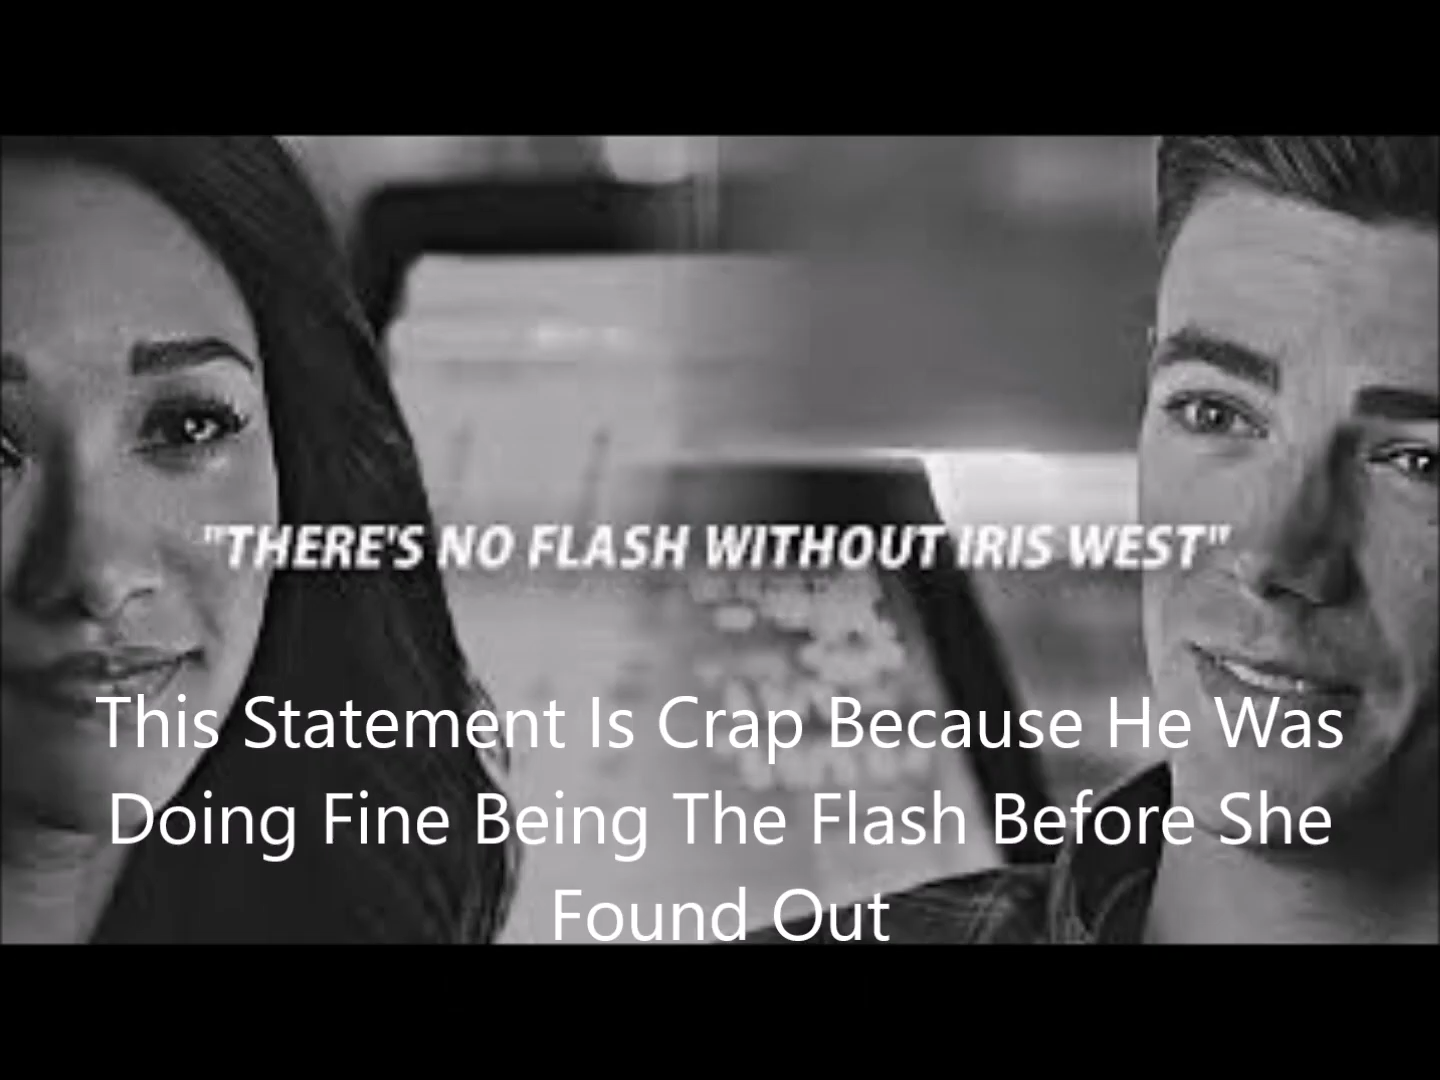 "THERE'S NO FLASH WITHOUT IRIS WEST"
This Statement Is Crap Because He Was
Doing Fine Being The Flash Before She
Found Out